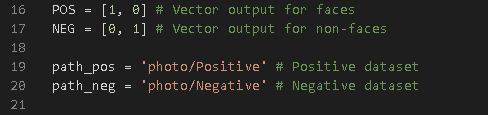 16 POS = [1, 0] # Vector output for faces
17 NEG = [0, 1] # Vector output for non-faces
18
19 path_pos = 'photo/Positive' # Positive dataset
20 path_neg = 'photo/Negative' # Negative dataset
21